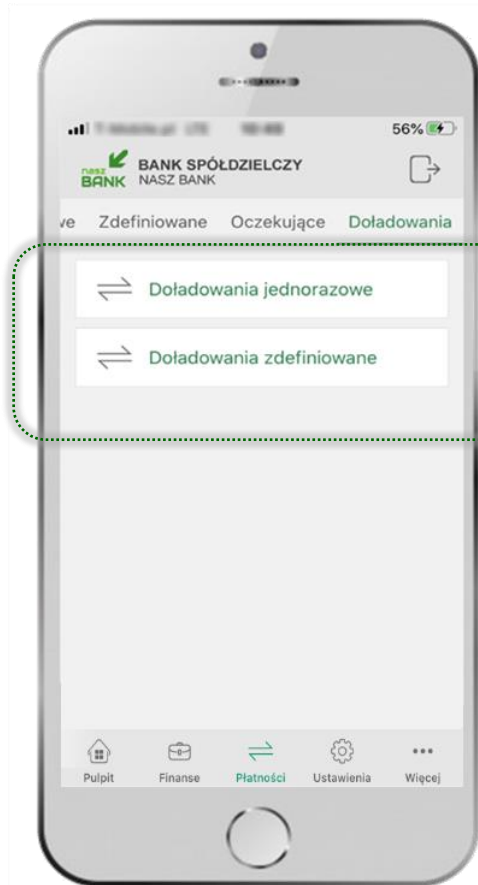 56%
nasz BANK BANK SPÓŁDZIELCZY
NASZ BANK
we Zdefiniowane Oczekujące Doładowania
Doładowania jednorazowe
Doładowania zdefiniowane
Pulpit Finanse Płatności Ustawienia Więcej